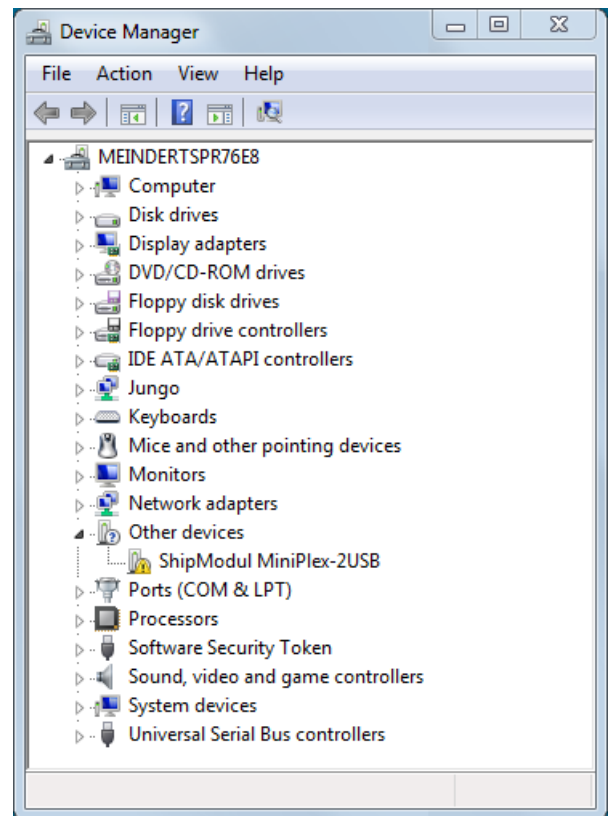 Device Manager
File Action View Help
MEINDERTSPR76E8
Computer
Disk drives
Display adapters
DVD/CD-ROM drives
Floppy disk drives
Floppy drive controllers
IDE ATA/ATAPI controllers
Jungo
Keyboards
Mice and other pointing devices
Monitors
Network adapters
Other devices
ShipModul MiniPlex-2USB
Ports (COM & LPT)
Processors
Software Security Token
Sound, video and game controllers
System devices
Universal Serial Bus controllers